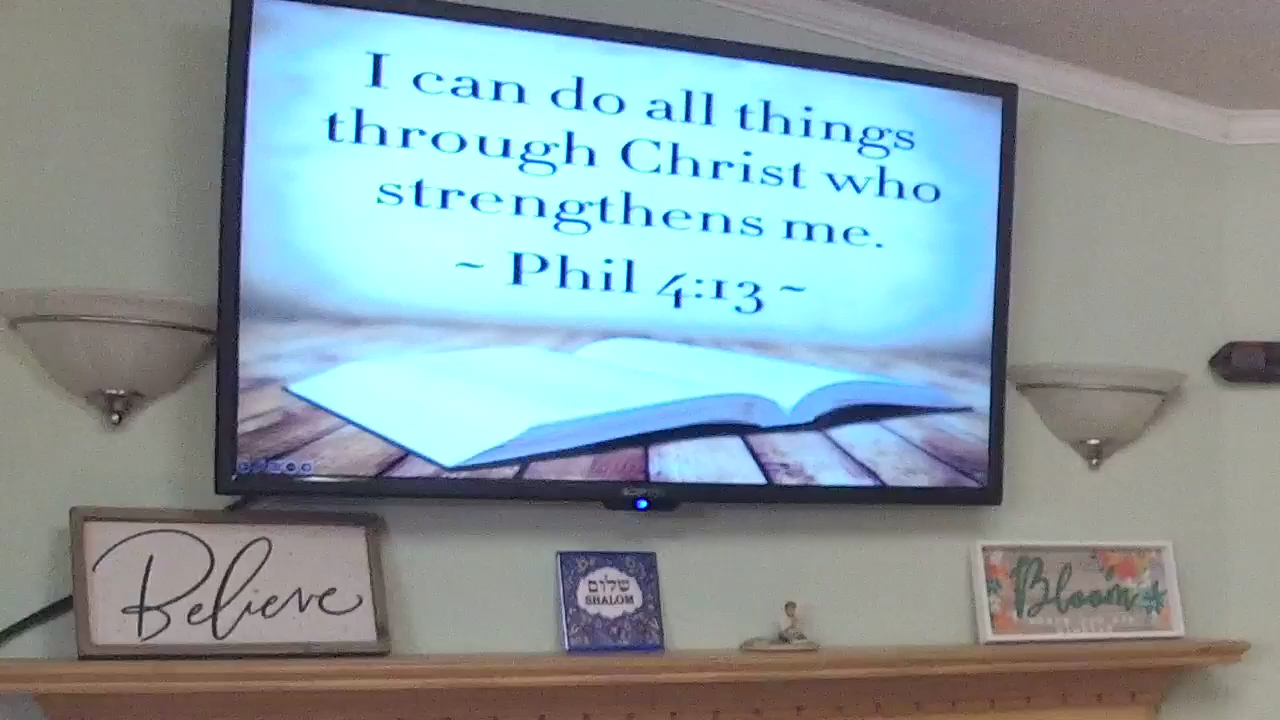 I can do all things
through Christ who
strengthens me.
~ Phil 4:13 ~
Believe
שלום
SHALOM
Bloom